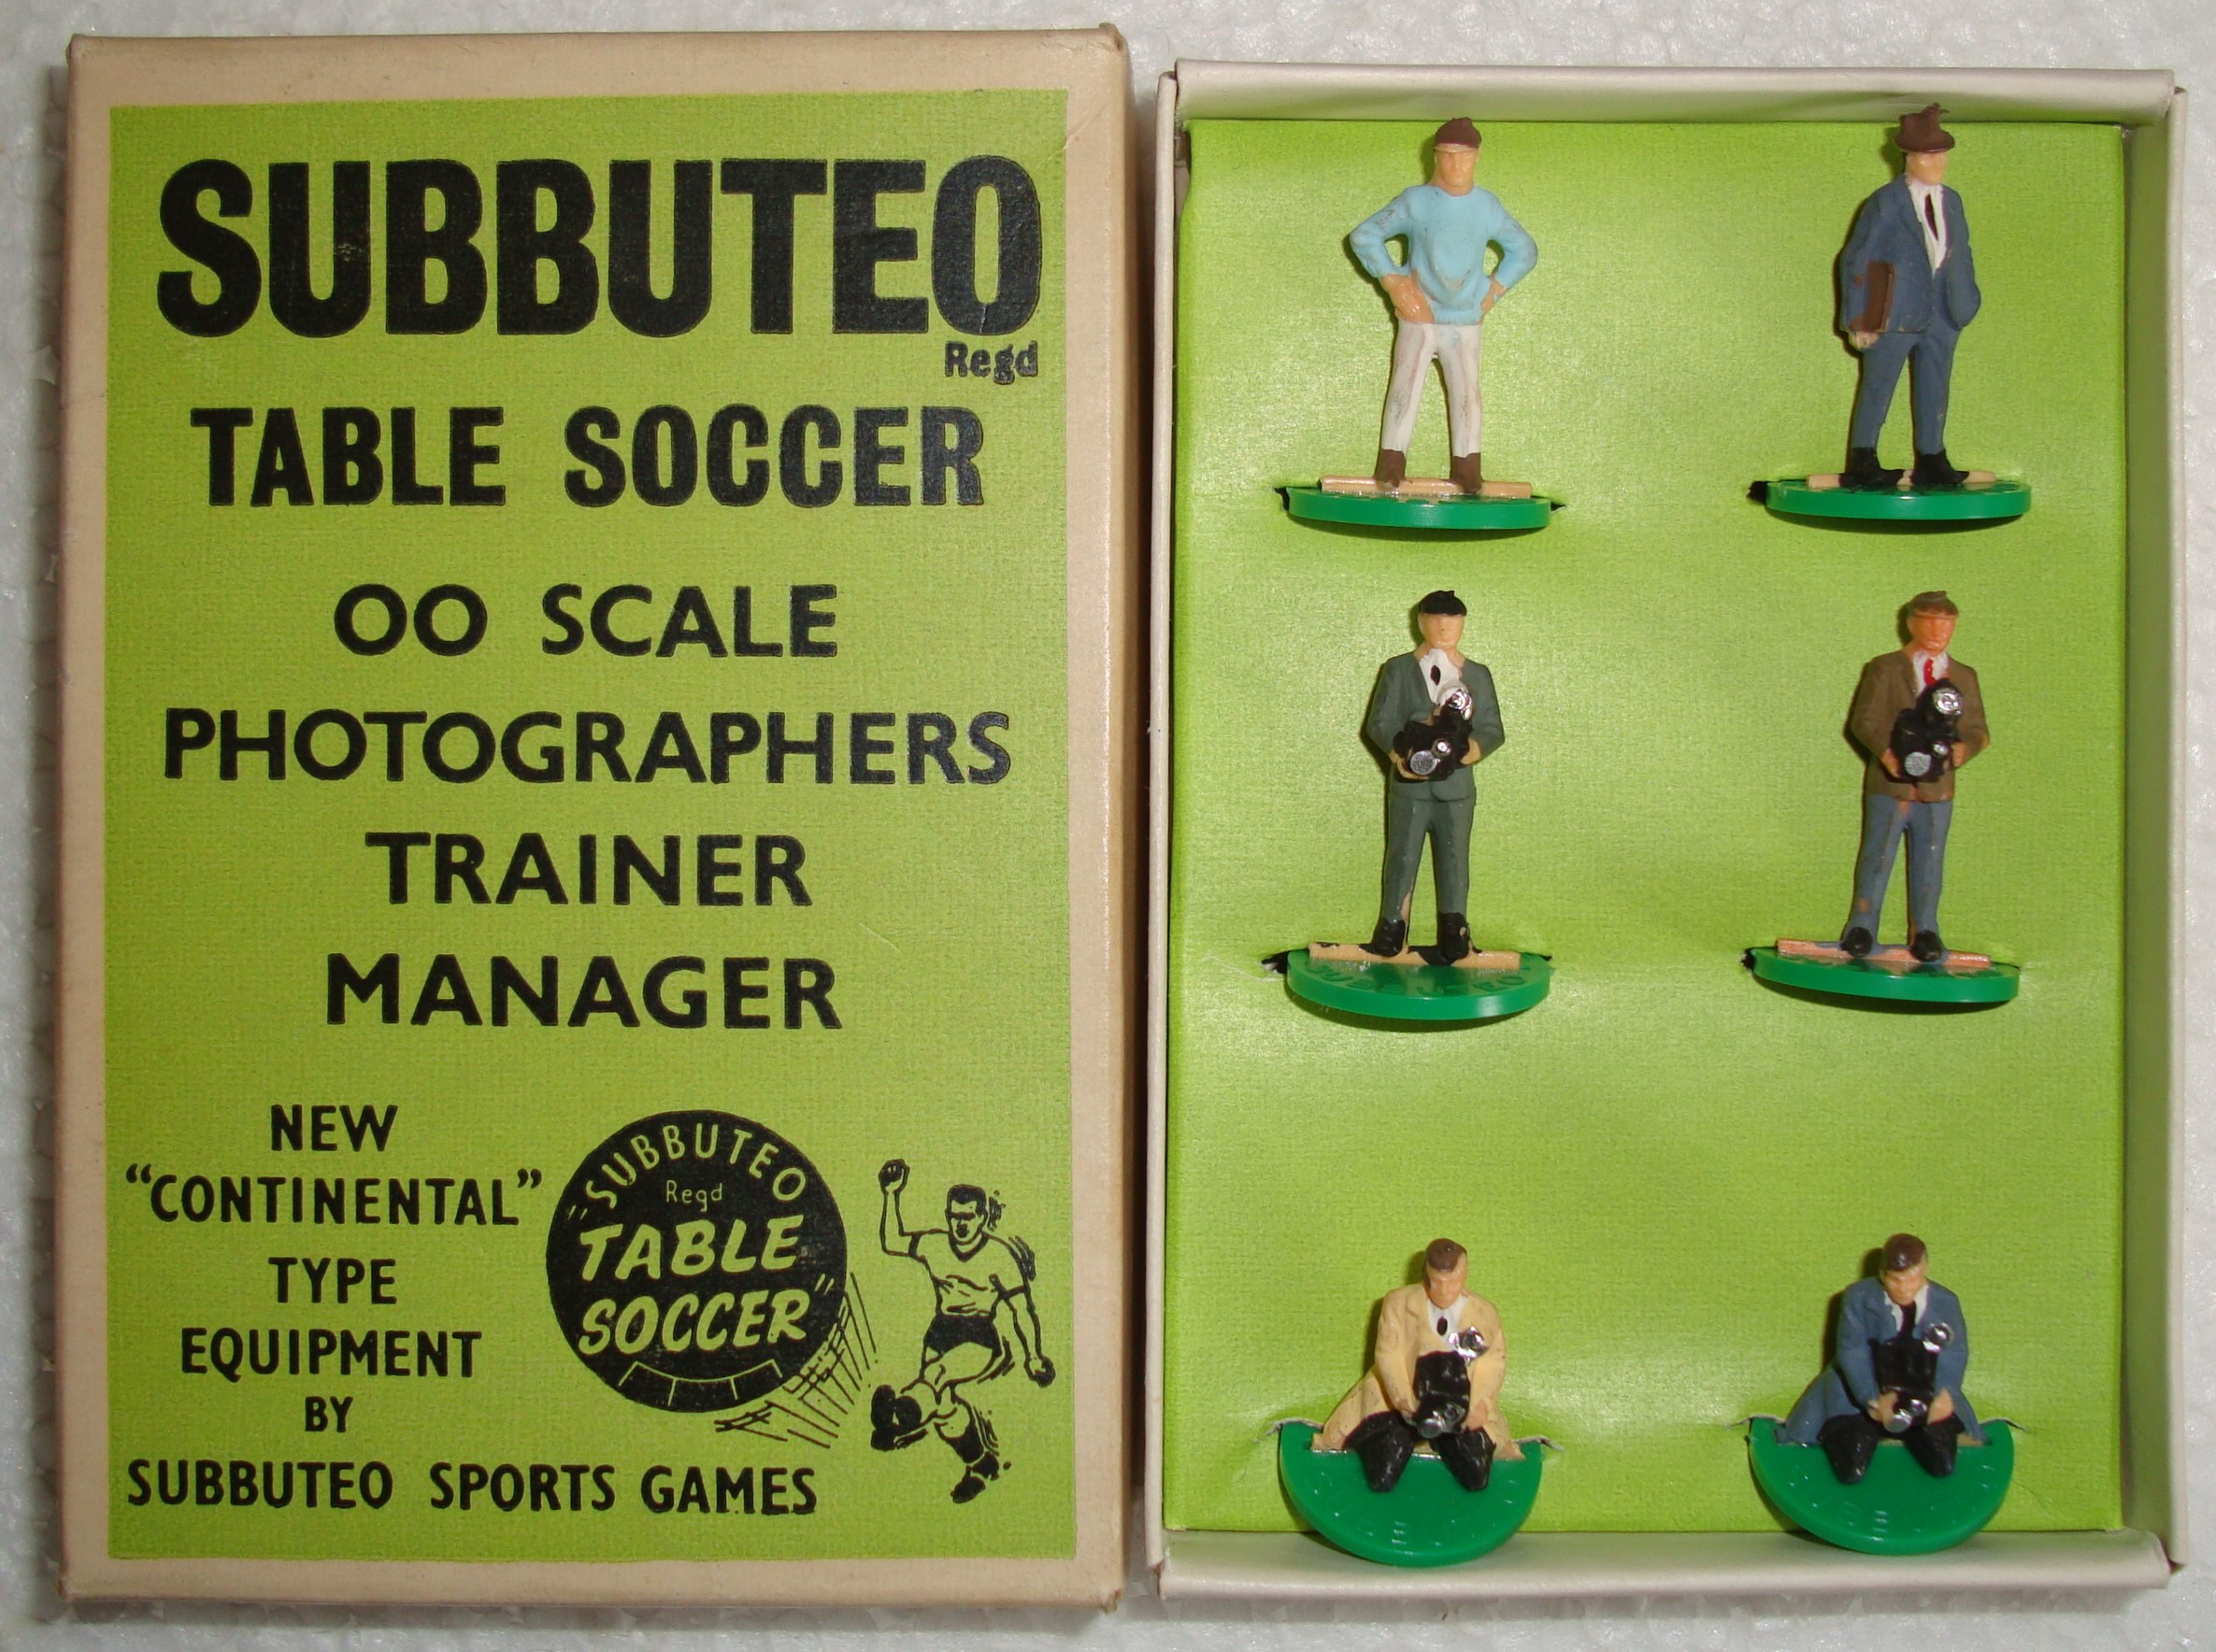 SUBBUTEO
Regd
TABLE SOCCER
OO SCALE
PHOTOGRAPHERS
TRAINER
MANAGER
NEW
“CONTINENTAL”
TYPE
EQUIPMENT
BY
SUBBUTEO SPORTS GAMES
"SUBBUTEO
Regd
TABLE
SOCCER"